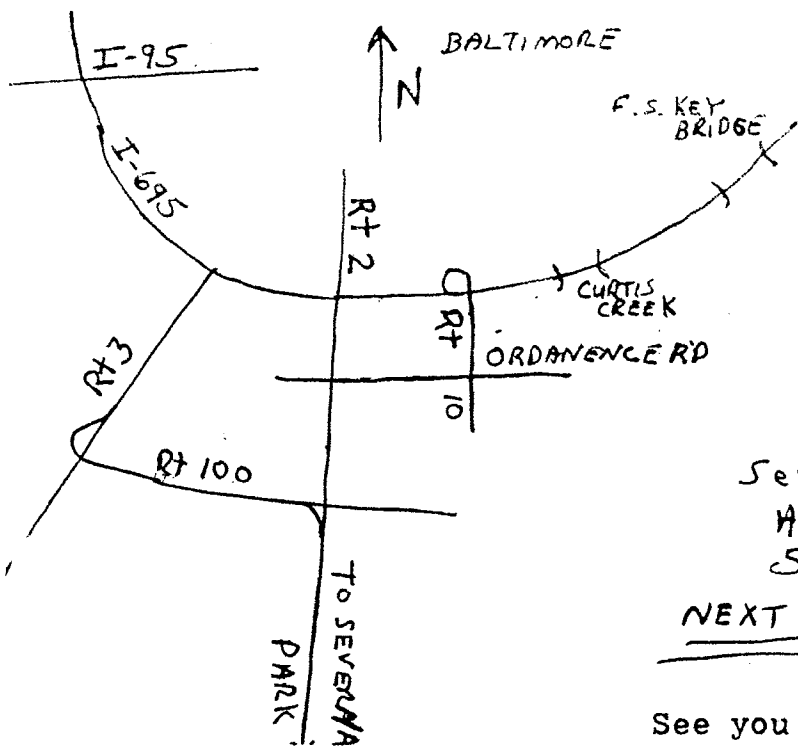 I-95
BALTIMORE
N
F.S. KEY
BRIDGE
I-695
Rt 2
CURTIS
CREEK
Rt
10
ORDANENCE RD
Rt 3
Rt 100
TO SEVERNA
PARK
NEXT
See you